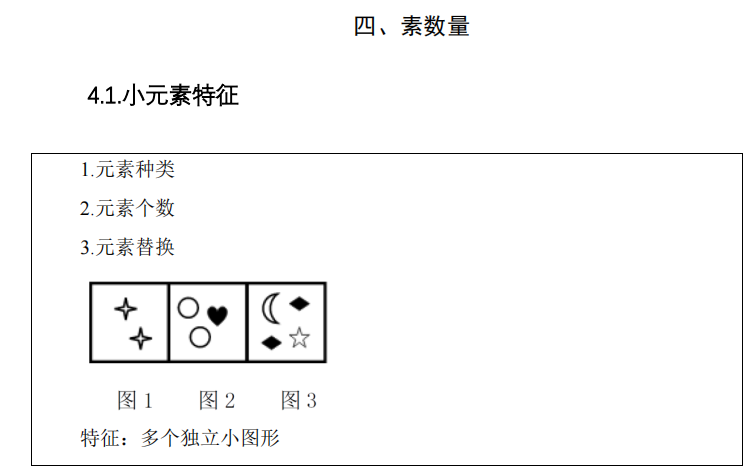 四、素数量
4.1.小元素特征
1.元素种类
2.元素个数
3.元素替换
图 1 图 2 图 3
特征：多个独立小图形